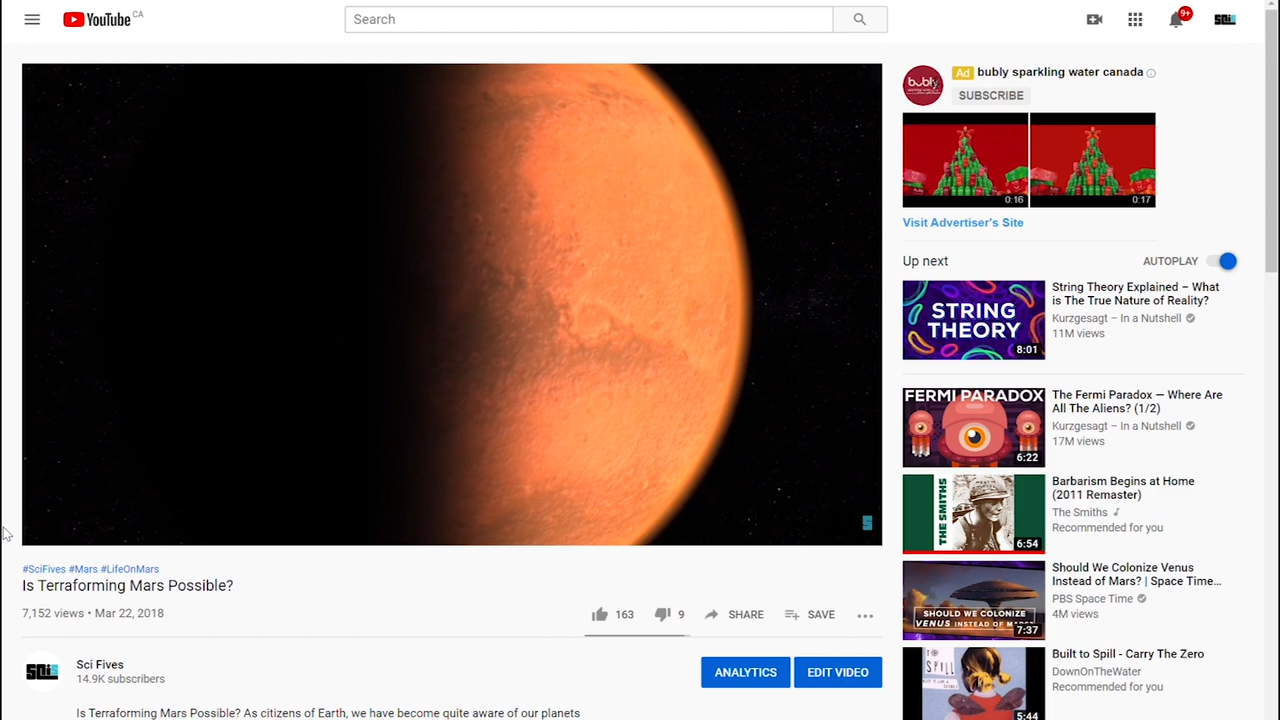 YouTube CA
Search
9+
SCI5
Ad bubly sparkling water canada
SUBSCRIBE
bubly
0:16
0:17
Visit Advertiser's Site
Up next
AUTOPLAY
STRING
THEORY
8:01
String Theory Explained – What
is The True Nature of Reality?
Kurzgesagt – In a Nutshell
11M views
FERMI PARADOX
6:22
The Fermi Paradox — Where Are
All The Aliens? (1/2)
Kurzgesagt – In a Nutshell
17M views
THE SMITHS
6:54
Barbarism Begins at Home
(2011 Remaster)
The Smiths
Recommended for you
SHOULD WE COLONIZE
VENUS INSTEAD OF MARS?
7:37
Should We Colonize Venus
Instead of Mars? | Space Time...
PBS Space Time
4M views
5:44
Built to Spill - Carry The Zero
DownOnTheWater
Recommended for you
S
#SciFives #Mars #LifeOnMars
Is Terraforming Mars Possible?
7,152 views • Mar 22, 2018
163
9
SHARE
SAVE
SCI5
Sci Fives
14.9K subscribers
ANALYTICS
EDIT VIDEO
Is Terraforming Mars Possible? As citizens of Earth, we have become quite aware of our planets